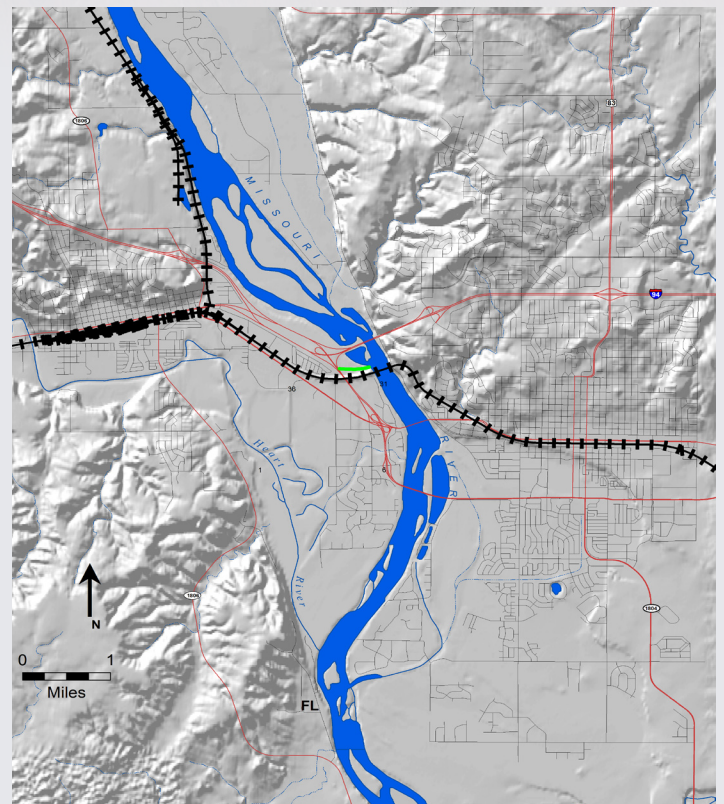 83
1806
MISSOURI
94
36
31
RIVER
Heart
1
6
River
1806
1804
N
0 1
Miles
FL